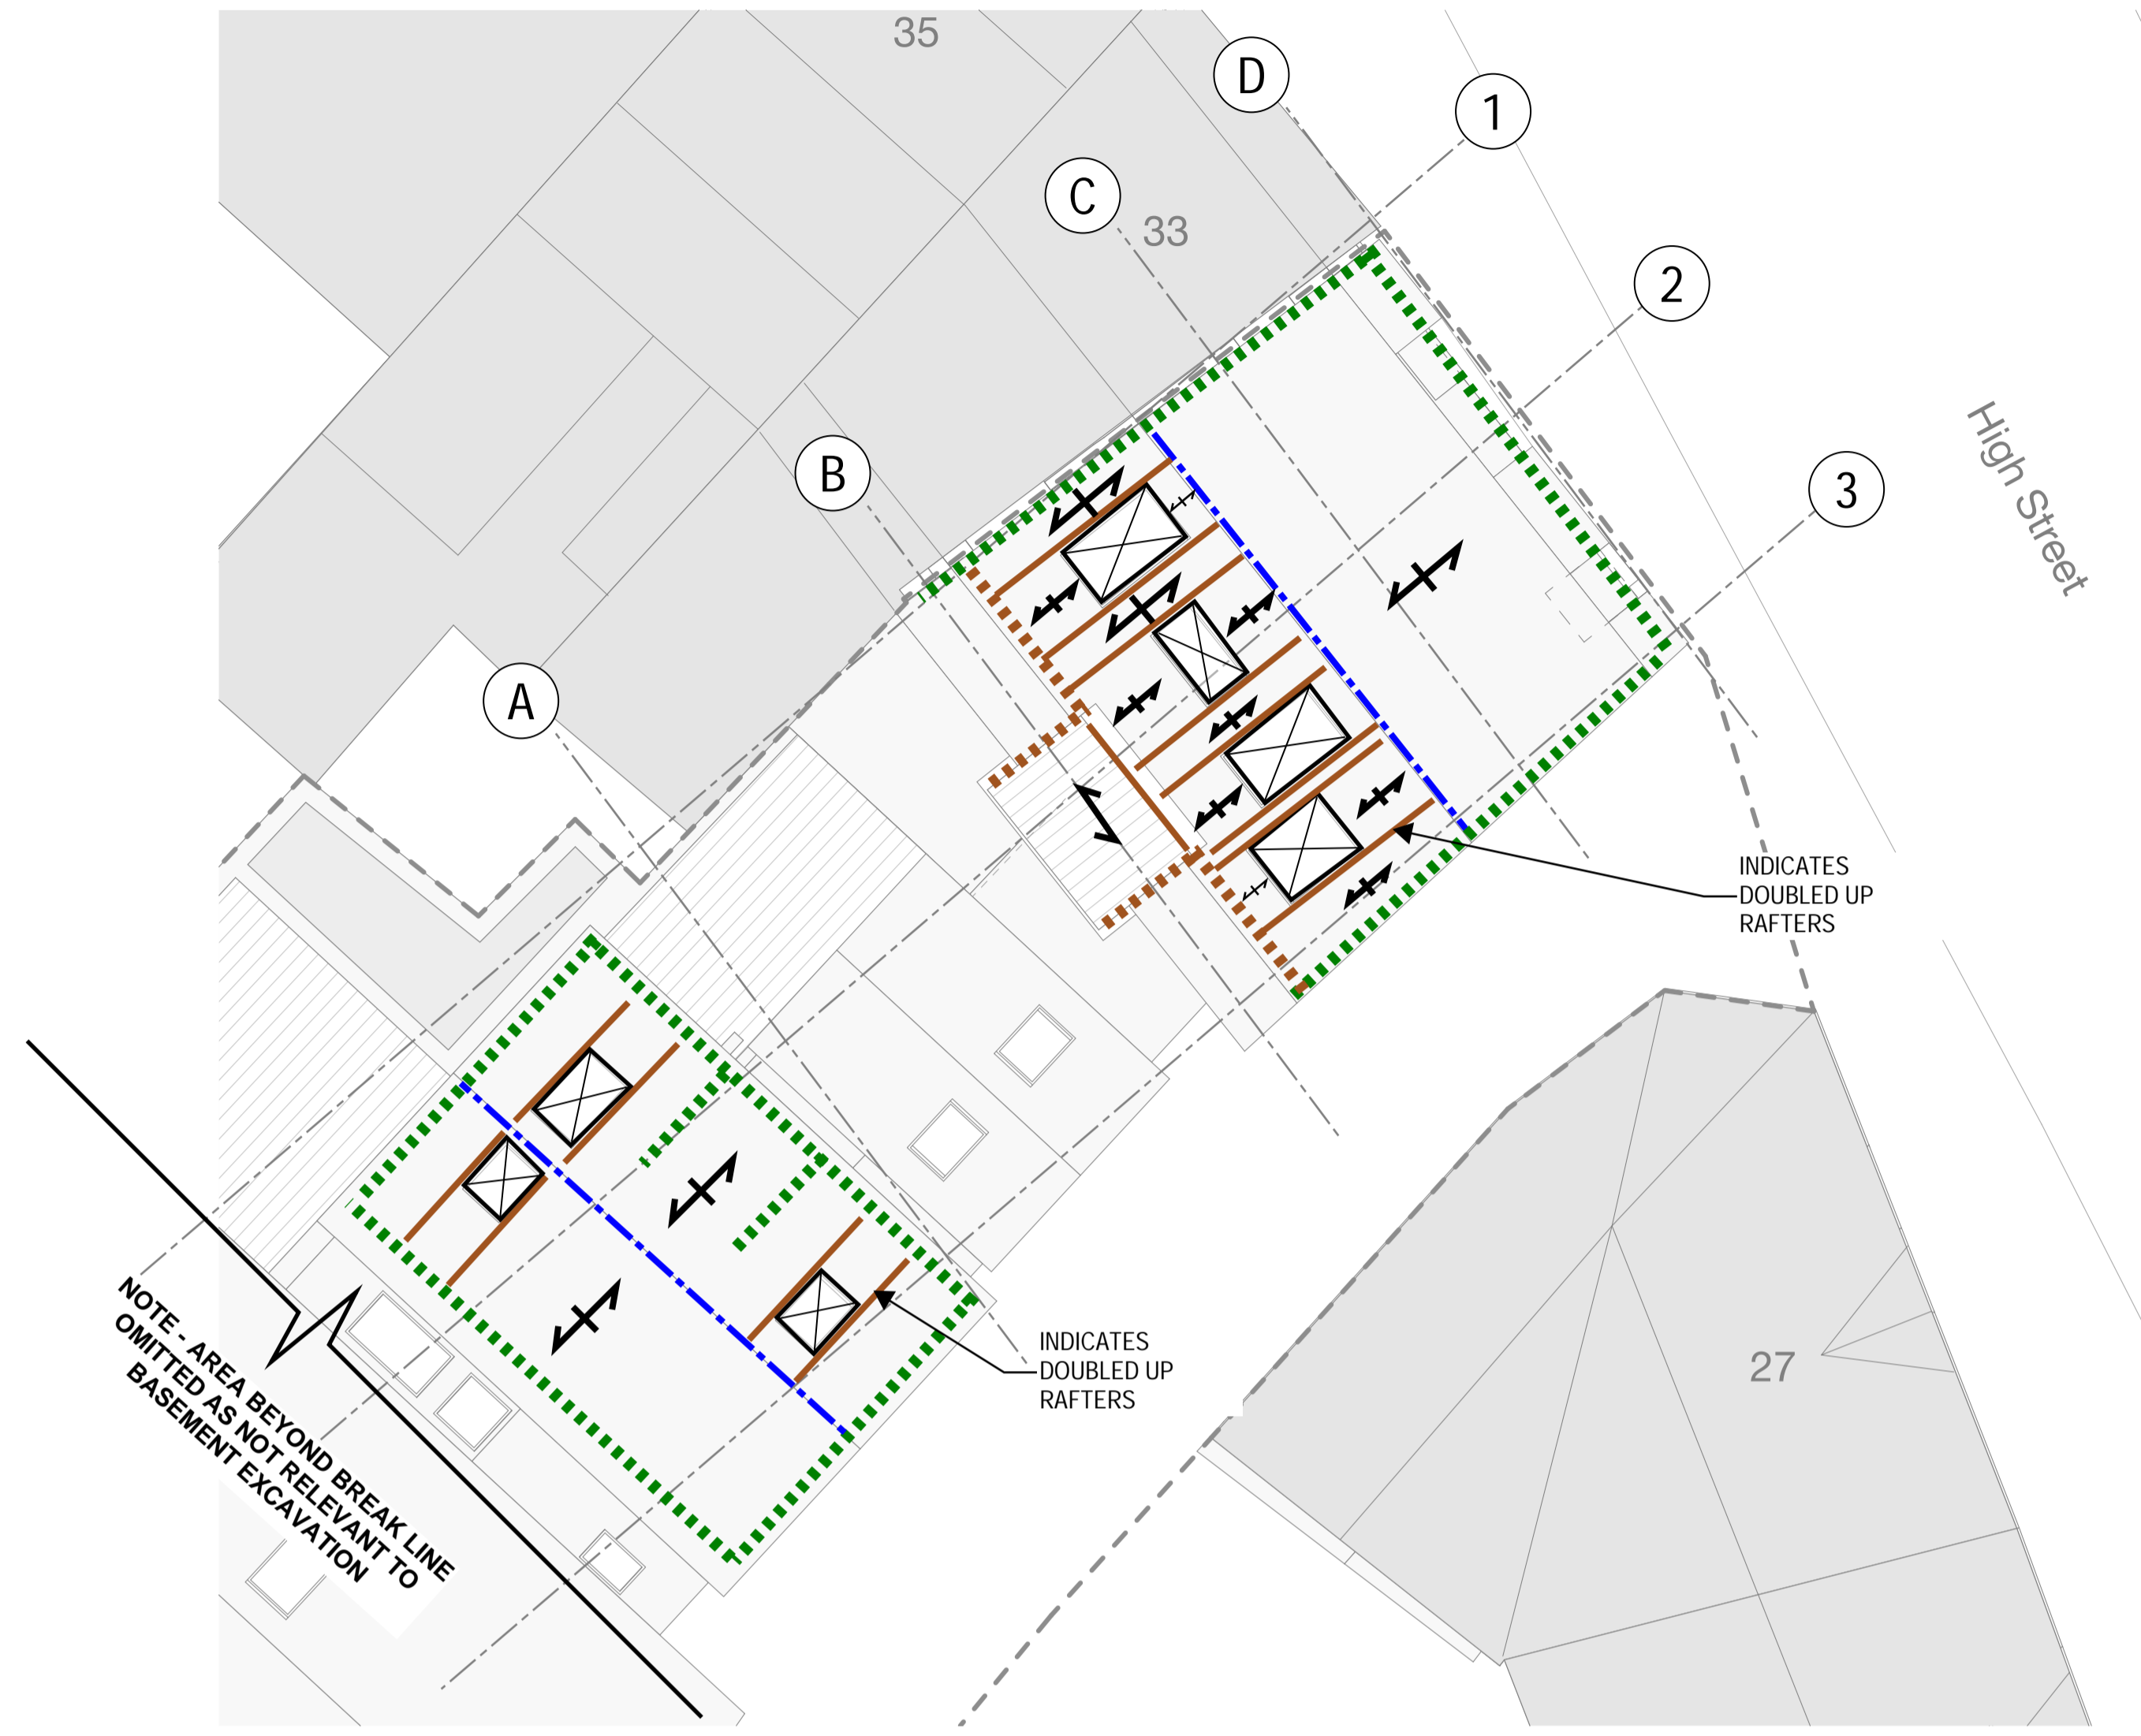 35
D
1
C
33
2
High Street
B
3
A
INDICATES
DOUBLED UP
RAFTERS
INDICATES
DOUBLED UP
RAFTERS
27
NOTE - AREA BEYOND BREAK LINE
OMITTED AS NOT RELEVANT TO
BASEMENT EXCAVATION